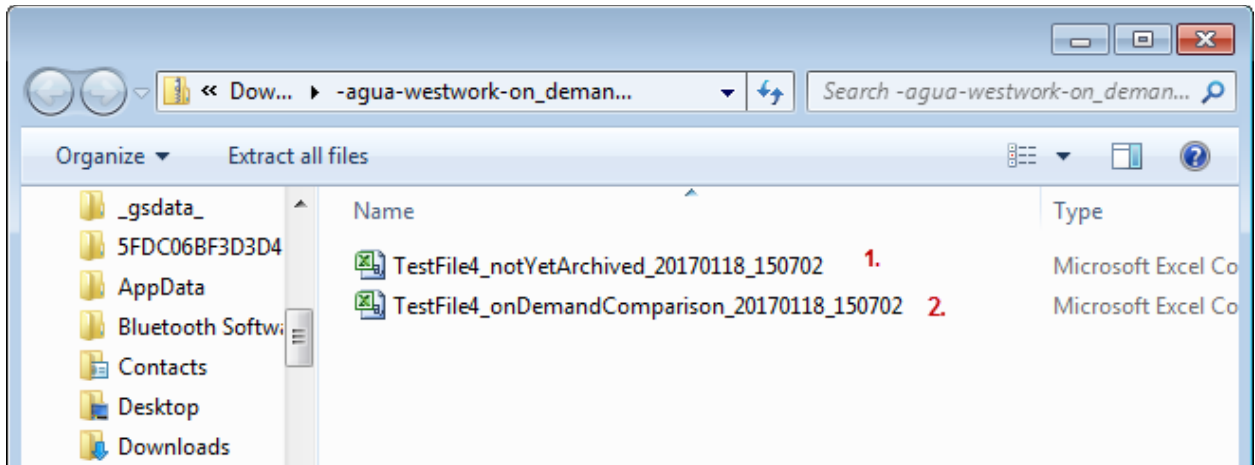 « Dow... -agua-westwork-on_deman... Search -agua-westwork-on_deman...
Organize Extract all files
_gsdata_
5FDC06BF3D3D4
AppData
Bluetooth Softwa
Contacts
Desktop
Downloads
Name Type
TestFile4_notYetArchived_20170118_150702 1. Microsoft Excel Co
TestFile4_onDemandComparison_20170118_150702 2. Microsoft Excel Co